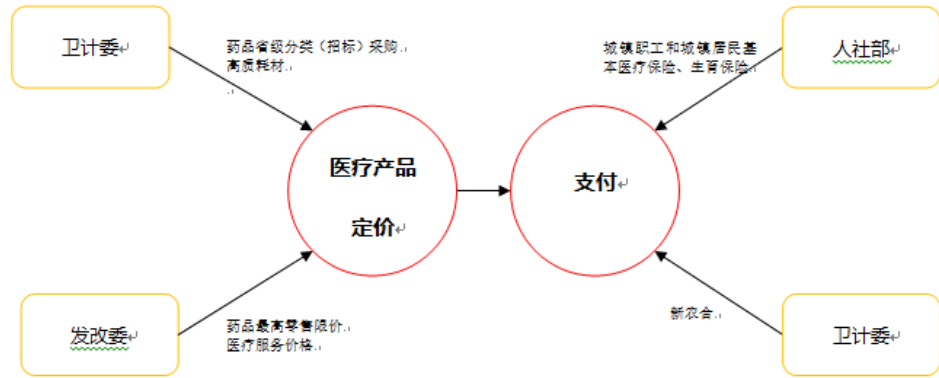 卫计委
药品省级分类（招标）采购
高质耗材
城镇职工和城镇居民基
本医疗保险、生育保险
人社部
医疗产品
定价
支付
发改委
药品最高零售限价
医疗服务价格
新农合
卫计委